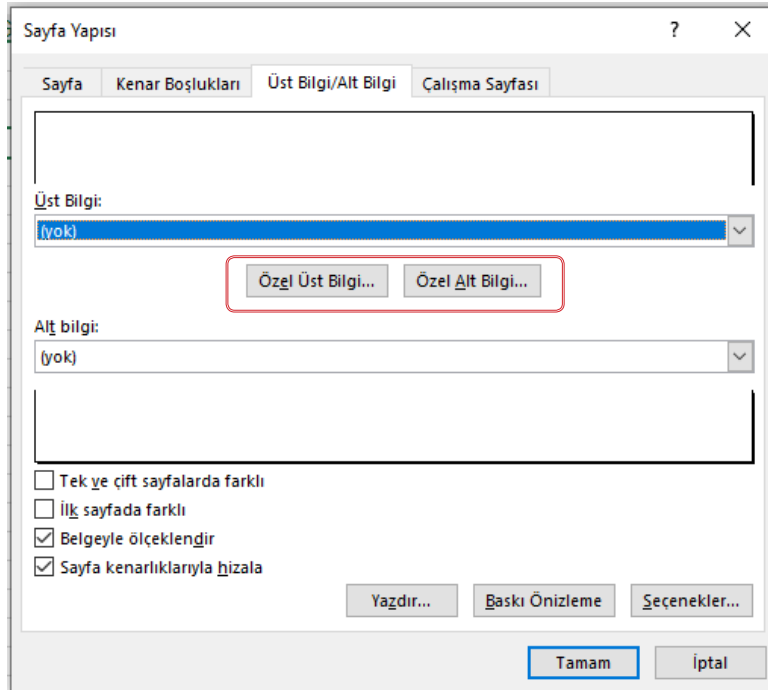 Sayfa Yapısı ?
Sayfa Kenar Boşlukları Üst Bilgi/Alt Bilgi Çalışma Sayfası
Üst Bilgi:
(yok)
Özel Üst Bilgi... Özel Alt Bilgi...
Alt bilgi:
(yok)
Tek ve çift sayfalarda farklı
İlk sayfada farklı
Belgeyle ölçeklendir
Sayfa kenarlıklarıyla hizala
Yazdır... Baskı Önizleme Seçenekler...
Tamam İptal